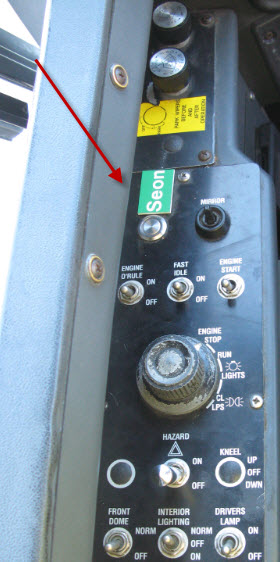 Seon
MIRROR
ENGINE
O'RULE
ON
OFF
FAST
IDLE
ON
OFF
ENGINE
START
ENGINE
STOP
RUN
LIGHTS
CL
LPS
HAZARD
ON
OFF
KNEEL
UP
OFF
DWN
FRONT
DOME
NORM
OFF
INTERIOR
LIGHTING
NORM
ON
OFF
DRIVERS
LAMP
ON
OFF